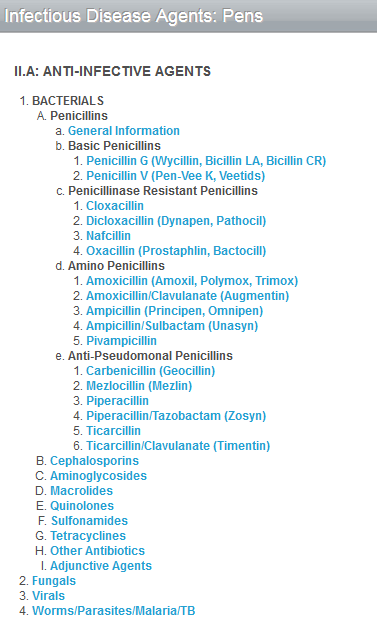 Infectious Disease Agents: Pens
II.A: ANTI-INFECTIVE AGENTS
1. BACTERIALS
A. Penicillins
a. General Information
b. Basic Penicillins
1. Penicillin G (Wycillin, Bicillin LA, Bicillin CR)
2. Penicillin V (Pen-Vee K, Veetids)
c. Penicillinase Resistant Penicillins
1. Cloxacillin
2. Dicloxacillin (Dynapen, Pathocil)
3. Nafcillin
4. Oxacillin (Prostaphlin, Bactocill)
d. Amino Penicillins
1. Amoxicillin (Amoxil, Polymox, Trimox)
2. Amoxicillin/Clavulanate (Augmentin)
3. Ampicillin (Principen, Omnipen)
4. Ampicillin/Sulbactam (Unasyn)
5. Pivampicillin
e. Anti-Pseudomonal Penicillins
1. Carbenicillin (Geocillin)
2. Mezlocillin (Mezlin)
3. Piperacillin
4. Piperacillin/Tazobactam (Zosyn)
5. Ticarcillin
6. Ticarcillin/Clavulanate (Timentin)
B. Cephalosporins
C. Aminoglycosides
D. Macrolides
E. Quinolones
F. Sulfonamides
G. Tetracyclines
H. Other Antibiotics
I. Adjunctive Agents
2. Fungals
3. Virals
4. Worms/Parasites/Malaria/TB